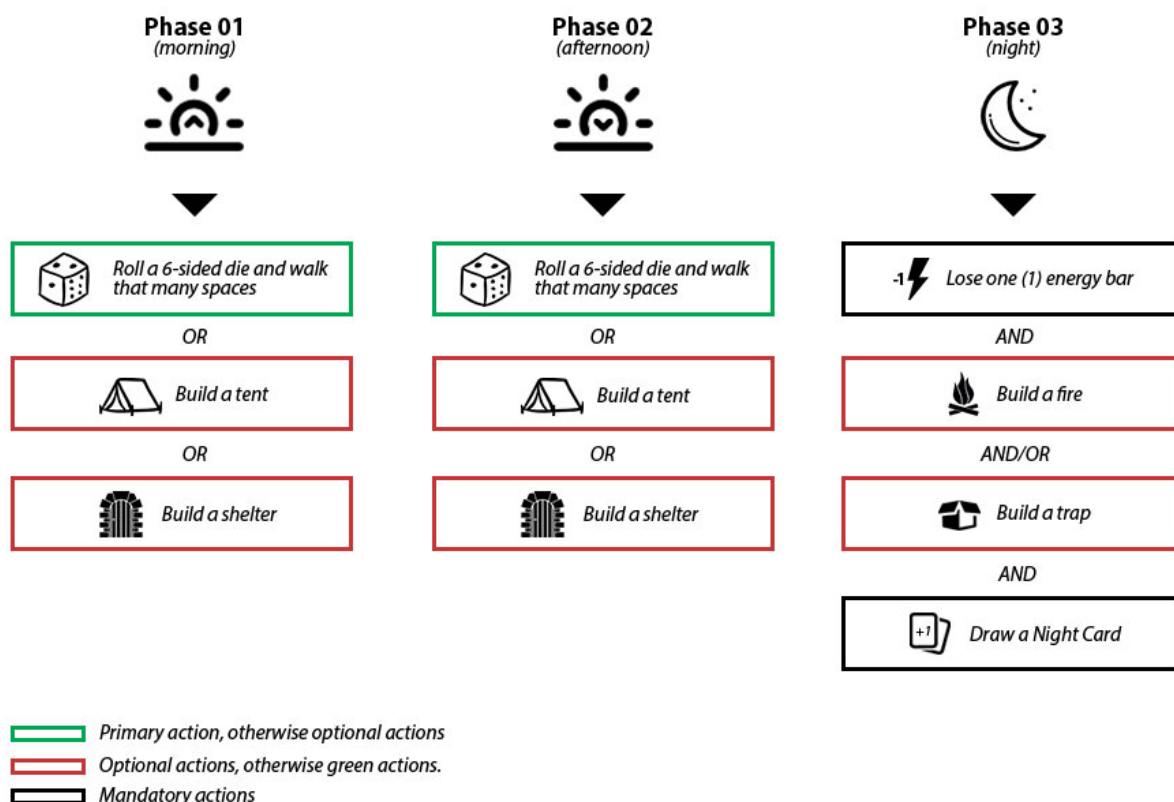 Phase 01
(morning)
Roll a 6-sided die and walk
that many spaces
OR
Build a tent
OR
Build a shelter
Phase 02
(afternoon)
Roll a 6-sided die and walk
that many spaces
OR
Build a tent
OR
Build a shelter
Phase 03
(night)
-1
Lose one (1) energy bar
AND
Build a fire
AND/OR
Build a trap
AND
+1
Draw a Night Card
Primary action, otherwise optional actions
Optional actions, otherwise green actions.
Mandatory actions